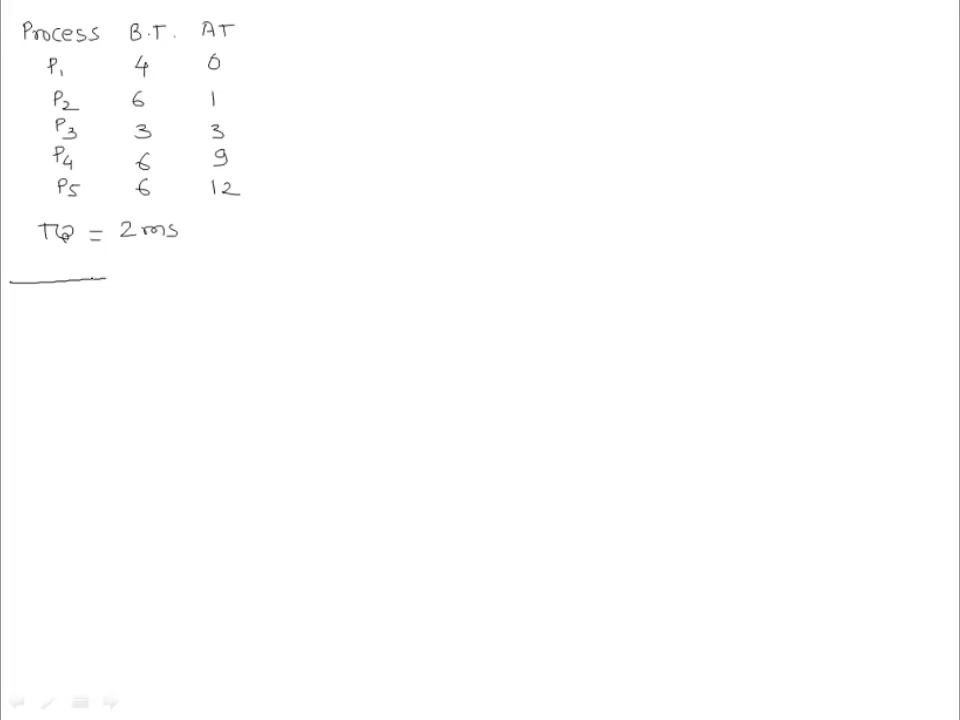 Process B.T. AT
P1 4 0
P2 6 1
P3 3 3
P4 6 9
P5 6 12
TQ = 2ms